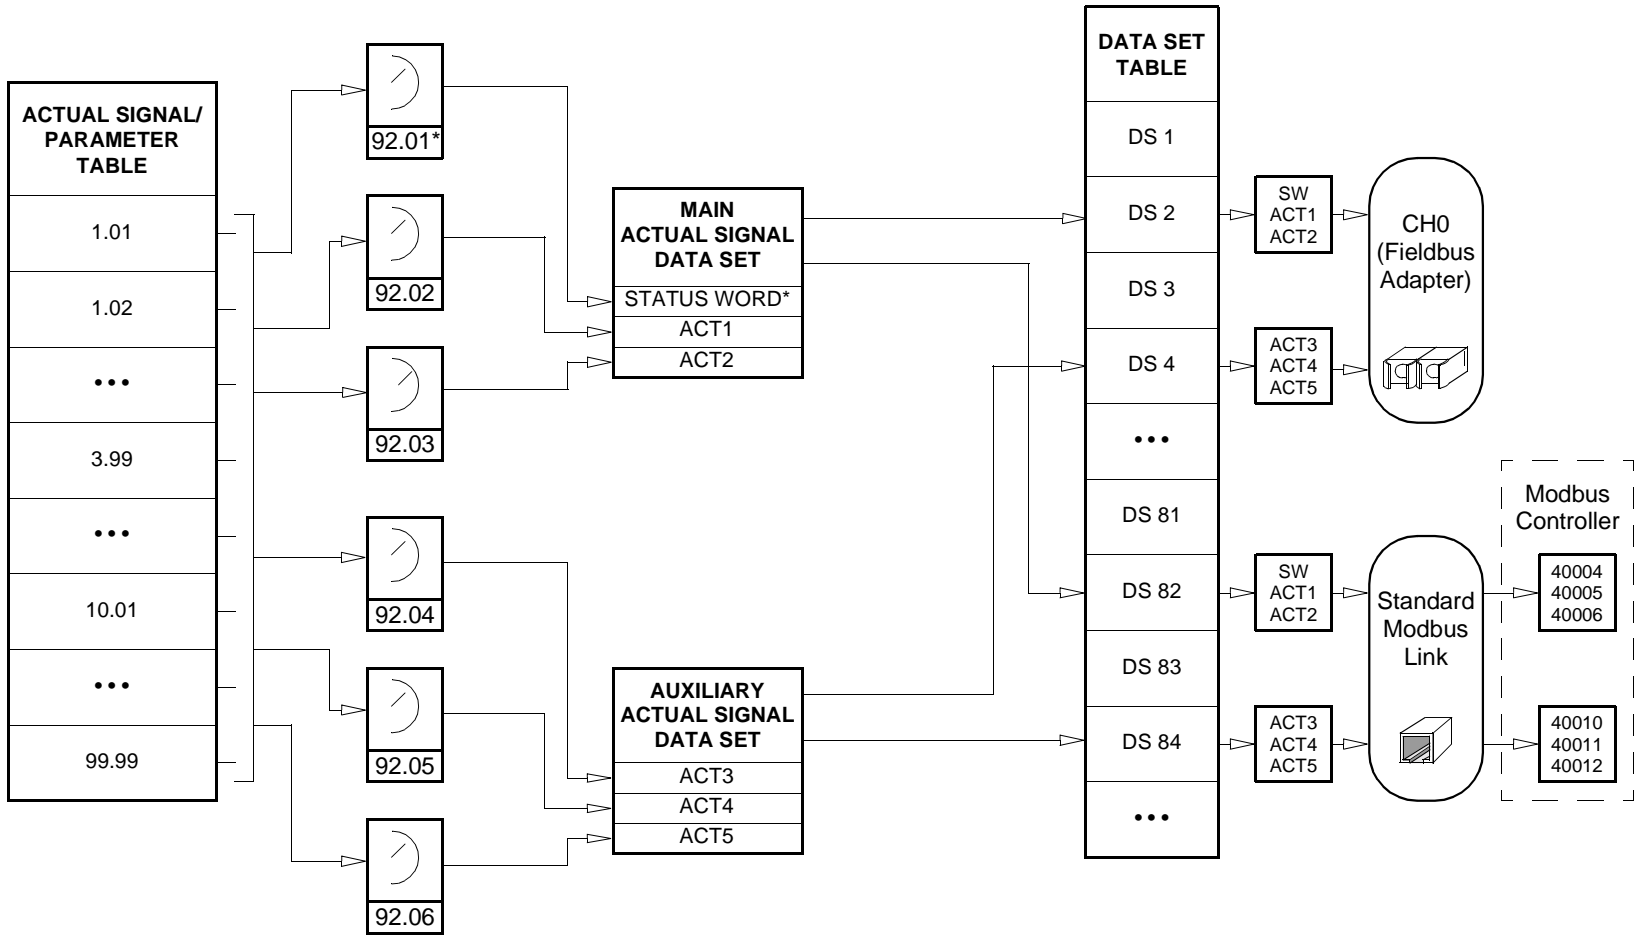 ACTUAL SIGNAL/
PARAMETER
TABLE
1.01
1.02
•••
3.99
•••
10.01
•••
99.99
92.01*
92.02
92.03
92.04
92.05
92.06
MAIN
ACTUAL SIGNAL
DATA SET
STATUS WORD*
ACT1
ACT2
AUXILIARY
ACTUAL SIGNAL
DATA SET
ACT3
ACT4
ACT5
DATA SET
TABLE
DS 1
DS 2
DS 3
DS 4
•••
DS 81
DS 82
DS 83
DS 84
•••
SW
ACT1
ACT2
ACT3
ACT4
ACT5
CH0
(Fieldbus
Adapter)
SW
ACT1
ACT2
ACT3
ACT4
ACT5
Standard
Modbus
Link
Modbus
Controller
40004
40005
40006
40010
40011
40012